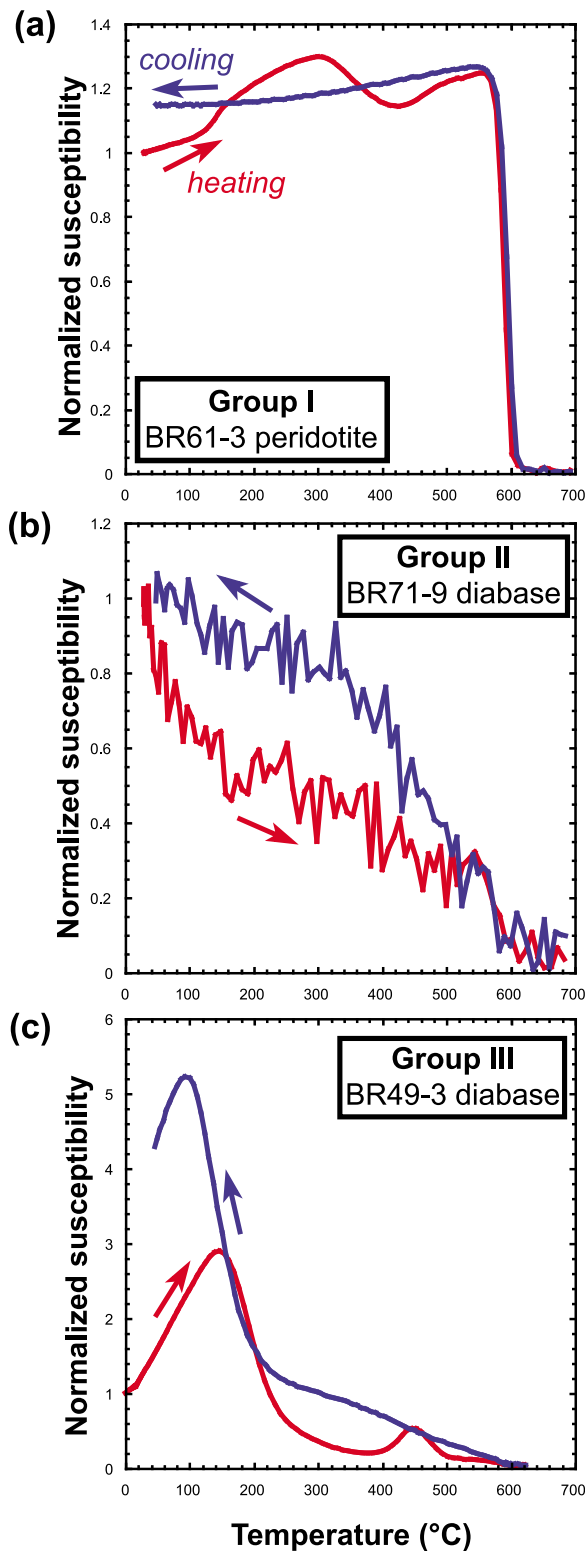 (a)
1.4
1.2
1
0.8
0.6
0.4
0.2
0
Normalized susceptibility
cooling
heating
Group I
BR61-3 peridotite
0 100 200 300 400 500 600 700
(b)
1.2
1
0.8
0.6
0.4
0.2
0
Normalized susceptibility
Group II
BR71-9 diabase
0 100 200 300 400 500 600 700
(c)
6
5
4
3
2
1
0
Normalized susceptibility
Group III
BR49-3 diabase
0 100 200 300 400 500 600 700
Temperature (°C)